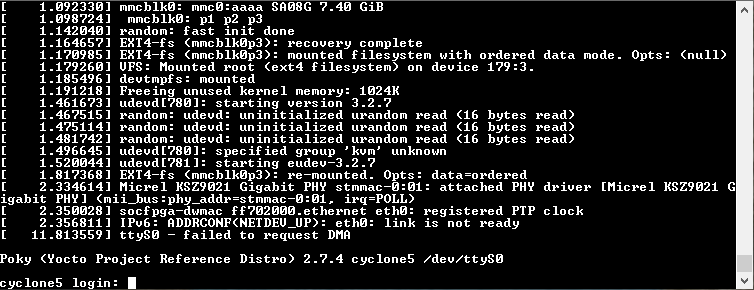 [    1.092330] mmcblk0: mmc0:aaaa SA08G 7.40 GiB
[    1.098724]  mmcblk0: p1 p2 p3
[    1.142040] random: fast init done
[    1.164657] EXT4-fs (mmcblk0p3): recovery complete
[    1.170985] EXT4-fs (mmcblk0p3): mounted filesystem with ordered data mode. Opts: (null)
[    1.179260] VFS: Mounted root (ext4 filesystem) on device 179:3.
[    1.185496] devtmpfs: mounted
[    1.191218] Freeing unused kernel memory: 1024K
[    1.461673] udevd[780]: starting version 3.2.7
[    1.467515] random: udevd: uninitialized urandom read (16 bytes read)
[    1.475114] random: udevd: uninitialized urandom read (16 bytes read)
[    1.481742] random: udevd: uninitialized urandom read (16 bytes read)
[    1.496645] udevd[780]: specified group 'kvm' unknown
[    1.520044] udevd[781]: starting eudev-3.2.7
[    1.817368] EXT4-fs (mmcblk0p3): re-mounted. Opts: data=ordered
[    2.334614] Micrel KSZ9021 Gigabit PHY stmmac-0:01: attached PHY driver [Micrel KSZ9021 G
igabit PHY] (mii_bus:phy_addr=stmmac-0:01, irq=POLL)
[    2.350028] socfpga-dwmac ff702000.ethernet eth0: registered PTP clock
[    2.356811] IPv6: ADDRCONF(NETDEV_UP): eth0: link is not ready
[   11.813559] ttyS0 - failed to request DMA
Poky (Yocto Project Reference Distro) 2.7.4 cyclone5 /dev/ttyS0
cyclone5 login: